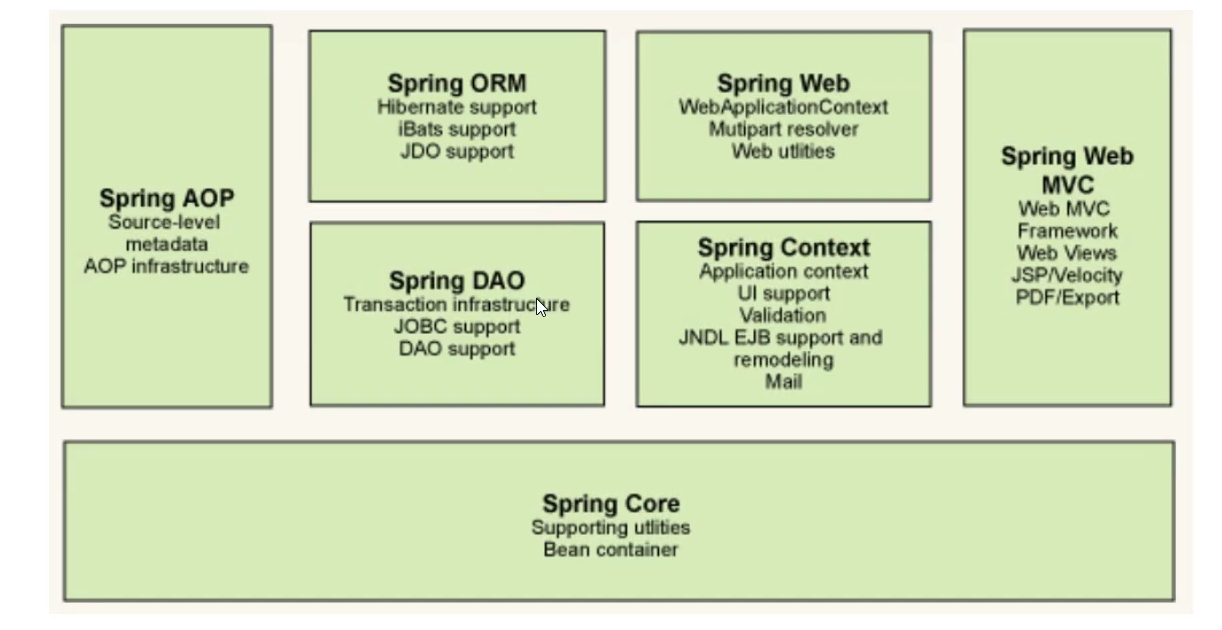 Spring AOP
Source-level
metadata
AOP infrastructure
Spring ORM
Hibernate support
iBats support
JDO support
Spring DAO
Transaction infrastructure
JOBC support
DAO support
Spring Web
WebApplicationContext
Mutipart resolver
Web utlities
Spring Context
Application context
UI support
Validation
JNDL EJB support and
remodeling
Mail
Spring Web
MVC
Web MVC
Framework
Web Views
JSP/Velocity
PDF/Export
Spring Core
Supporting utlities
Bean container